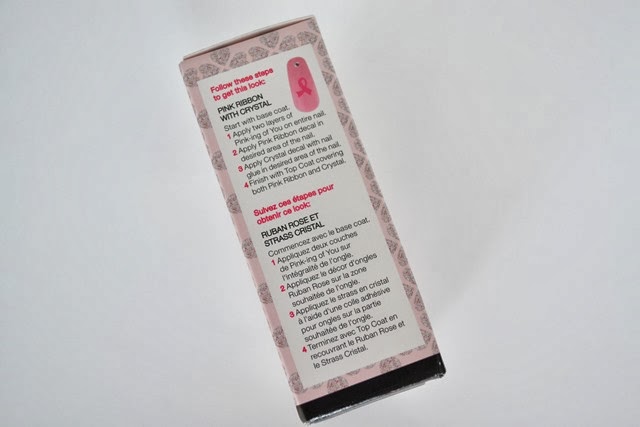 Follow these steps
to get this look:
PINK RIBBON
WITH CRYSTAL
Start with base coat.
1 Apply two layers of
Pink-ing of You on entire nail.
2 Apply Pink Ribbon decal in
desired area of the nail.
3 Apply Crystal decal with nail
glue in desired area of the nail.
4 Finish with Top Coat covering
both Pink Ribbon and Crystal.
Suivez ces étapes pour
obtenir ce look:
RUBAN ROSE ET
STRASS CRISTAL
Commencez avec le base coat.
1 Appliquez deux couches
de Pink-ing of You sur
l'intégralité de l'ongle.
2 Appliquez le décor d'ongles
Ruban Rose sur la zone
souhaitée de l'ongle.
3 Appliquez le strass en cristal
à l'aide d'une colle adhésive
pour ongles sur la partie
souhaitée de l'ongle.
4 Terminez avec Top Coat en
recouvrant le Ruban Rose et
le Strass Cristal.